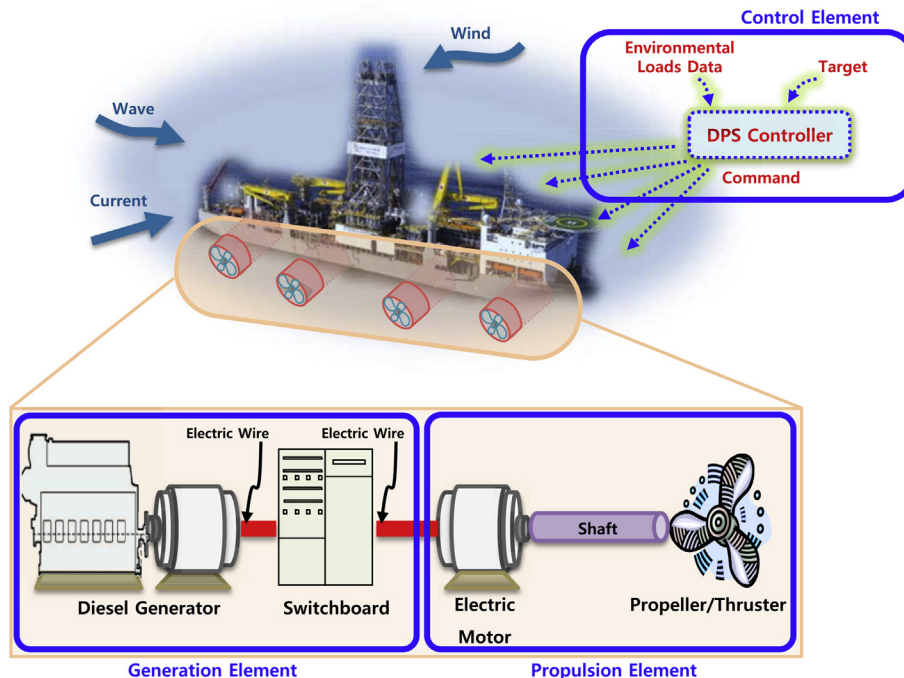 Control Element
Wind
Environmental
Loads Data
Target
Wave
DPS Controller
Command
Current
Electric Wire
Electric Wire
Shaft
Diesel Generator
Switchboard
Electric
Motor
Propeller/Thruster
Generation Element
Propulsion Element